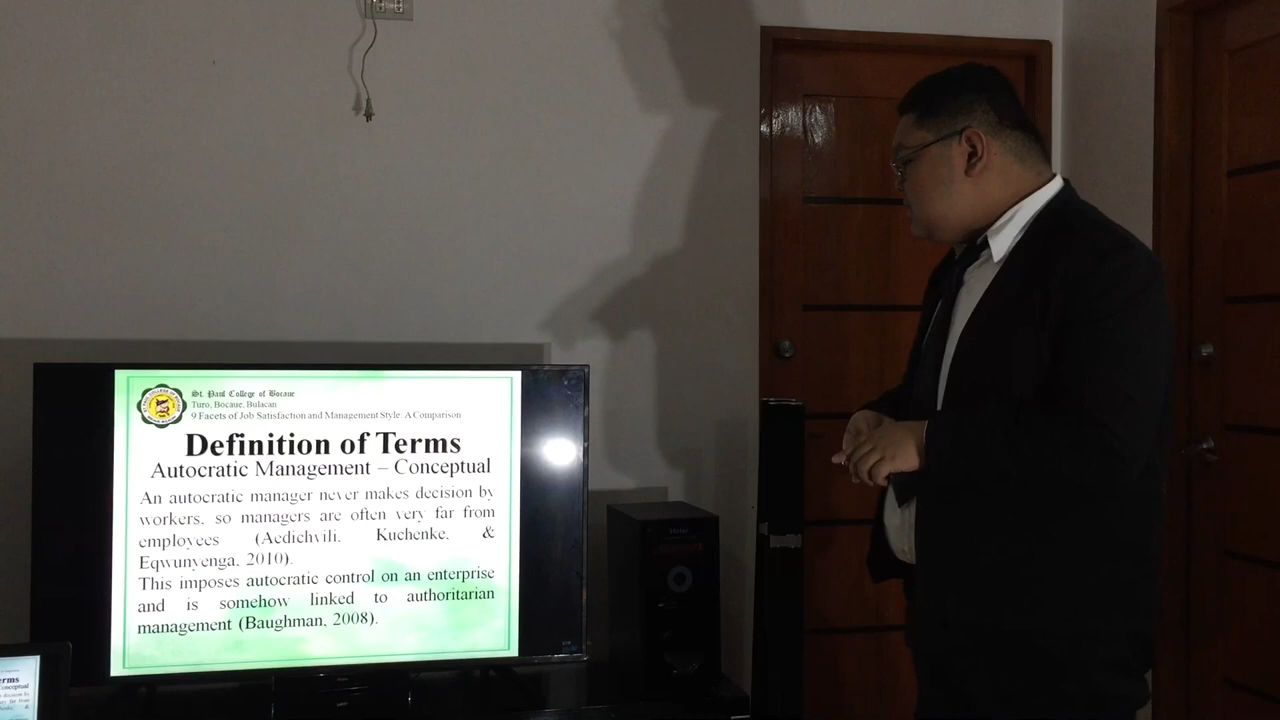 St. Paul College of Bocaue
Turo, Bocaue, Bulacan
9 Facets of Job Satisfaction and Management Style: A Comparison
Definition of Terms
Autocratic Management – Conceptual
An autocratic manager never makes decision by
workers, so managers are often very far from
employees (Aedichvili, Kuchenke, &
Eqwunyenga, 2010).
This imposes autocratic control on an enterprise
and is somehow linked to authoritarian
management (Baughman, 2008).